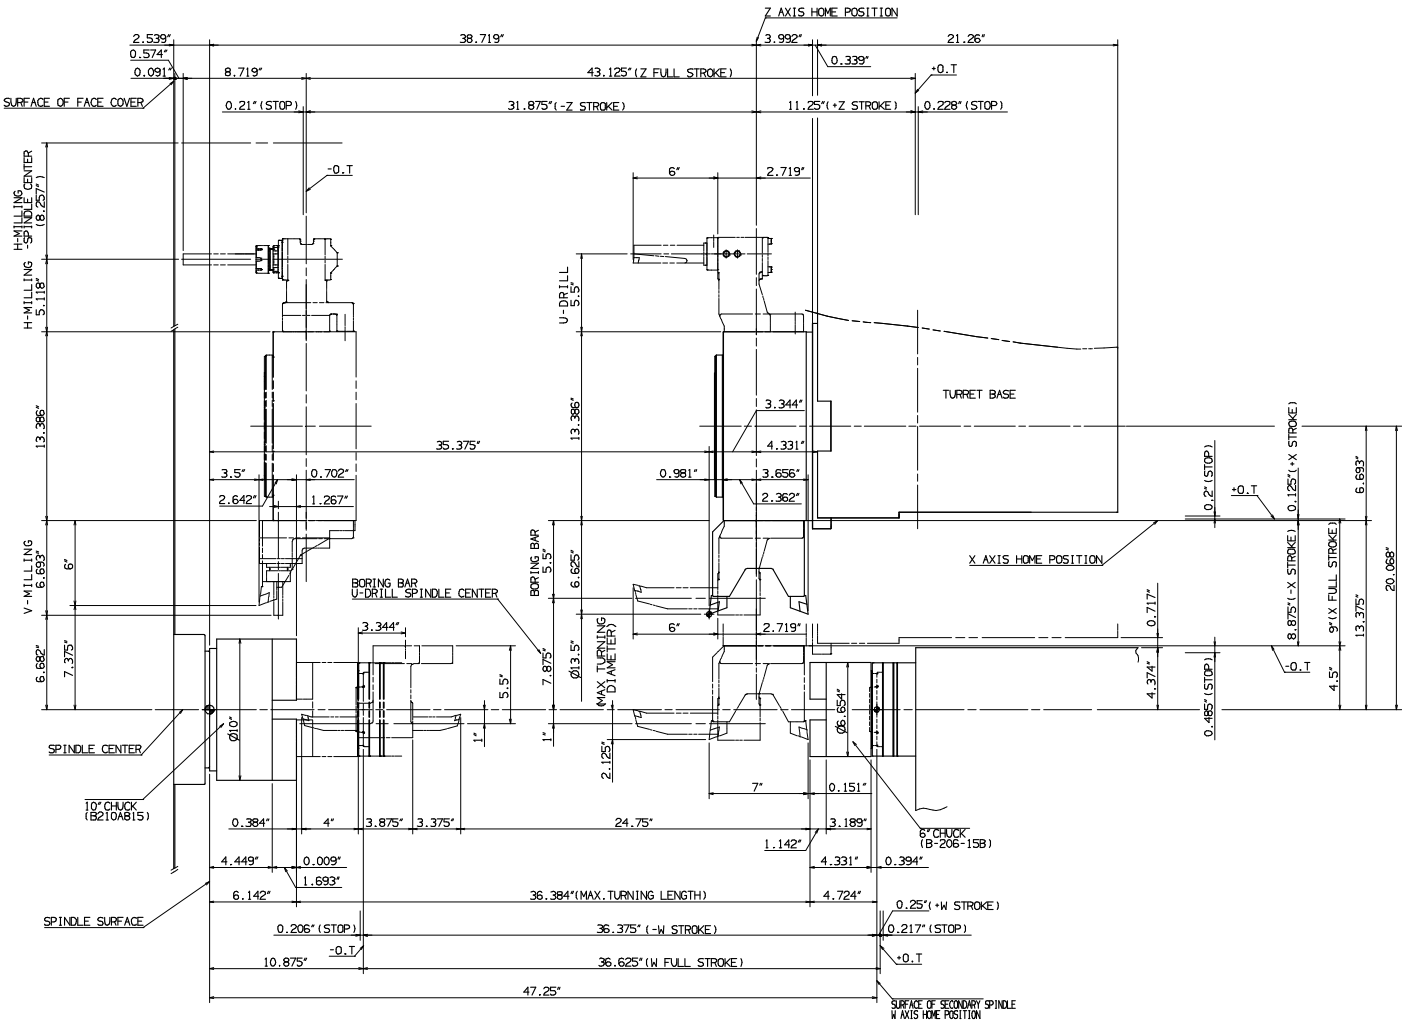 Z AXIS HOME POSITION
2.539"
38.719"
3.992"
21.26"
0.574"
0.339"
0.091"
8.719"
43.125"(Z FULL STROKE)
+O.T
SURFACE OF FACE COVER
0.21"(STOP)
31.875"(-Z STROKE)
11.25"(+Z STROKE)
0.228"(STOP)
-O.T
6"
2.719"
H-MILLING
-SPINDLE CENTER
(8.257")
H-MILLING
5.118"
U-DRILL
5.5"
TURRET BASE
13.386"
13.386"
3.344"
35.375"
4.331"
3.5"
0.702"
0.981"
3.656"
2.642"
1.267"
2.362"
0.2"(STOP)
0.125"(+X STROKE)
+O.T
6.693"
X AXIS HOME POSITION
20.068"
V-MILLING
6.693"
6"
BORING BAR
5.5"
6.625"
8.875"(-X STROKE)
9"(X FULL STROKE)
13.375"
BORING BAR
U-DRILL SPINDLE CENTER
3.344"
6"
2.719"
0.717"
6.682"
7.375"
5.5"
7.875"
Ø13.5"
(MAX TURNING
DIAMETER)
4.374"
0.485"(STOP)
-O.T
4.5"
Ø10"
Ø6.654"
SPINDLE CENTER
1"
1"
2.125"
10"CHUCK
(B210A815)
7"
0.151"
0.384"
4"
3.875"
3.375"
24.75"
3.189"
1.142"
6"CHUCK
(B-206-15B)
4.449"
0.009"
4.331"
0.394"
1.693"
6.142"
36.384"(MAX.TURNING LENGTH)
4.724"
SPINDLE SURFACE
0.25"(+W STROKE)
0.206"(STOP)
36.375"(-W STROKE)
0.217"(STOP)
-O.T
+O.T
10.875"
36.625"(W FULL STROKE)
47.25"
SURFACE OF SECONDARY SPINDLE
W AXIS HOME POSITION